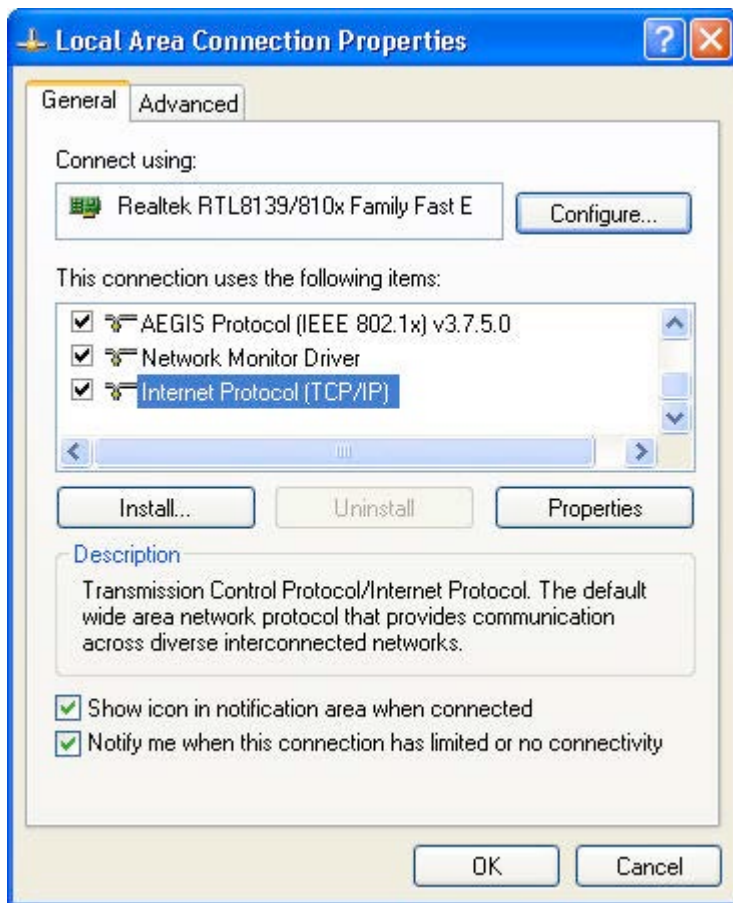 Local Area Connection Properties
General
Advanced
Connect using:
Realtek RTL8139/810x Family Fast E
Configure...
This connection uses the following items:
AEGIS Protocol (IEEE 802.1x) v3.7.5.0
Network Monitor Driver
Internet Protocol (TCP/IP)
Install...
Uninstall
Properties
Description
Transmission Control Protocol/Internet Protocol. The default
wide area network protocol that provides communication
across diverse interconnected networks.
Show icon in notification area when connected
Notify me when this connection has limited or no connectivity
OK
Cancel